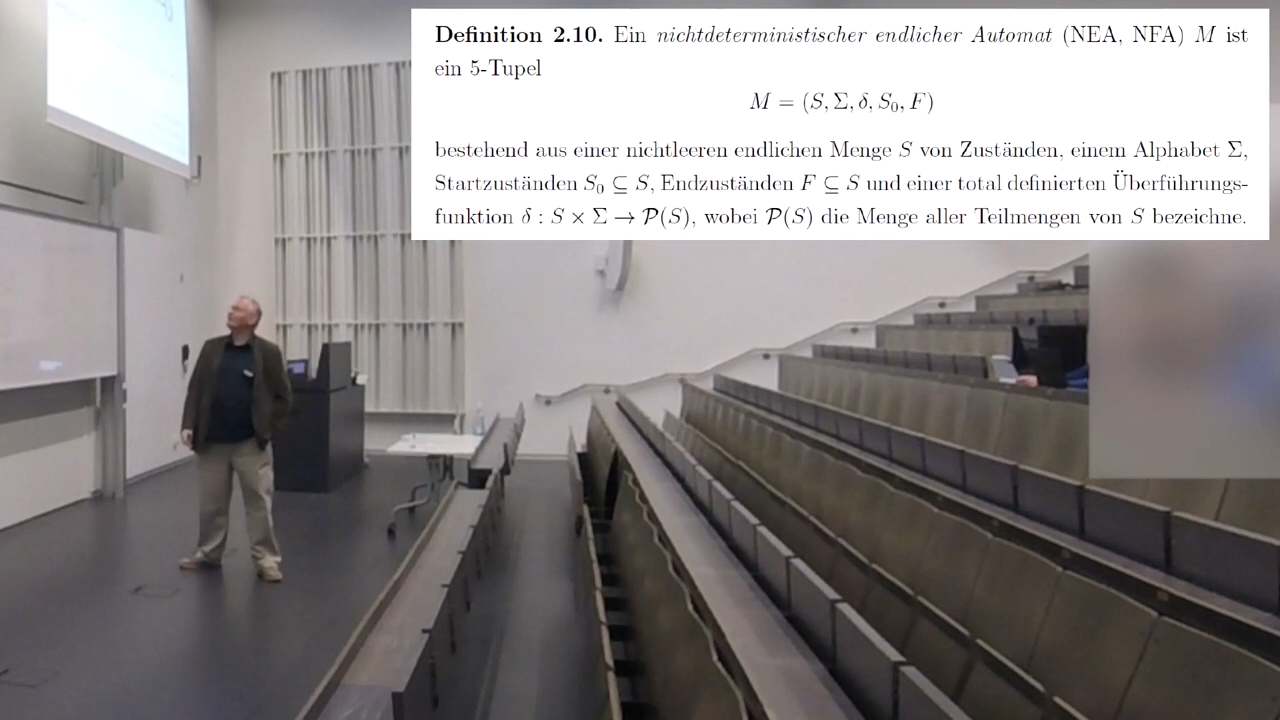 Definition 2.10. Ein nichtdeterministischer endlicher Automat (NEA, NFA) M ist
ein 5-Tupel
M = (S, Σ, δ, S₀, F)
bestehend aus einer nichtleeren endlichen Menge S von Zuständen, einem Alphabet Σ,
Startzuständen S₀ ⊆ S, Endzuständen F ⊆ S und einer total definierten Überführungs-
funktion δ : S × Σ → 𝒫(S), wobei 𝒫(S) die Menge aller Teilmengen von S bezeichne.